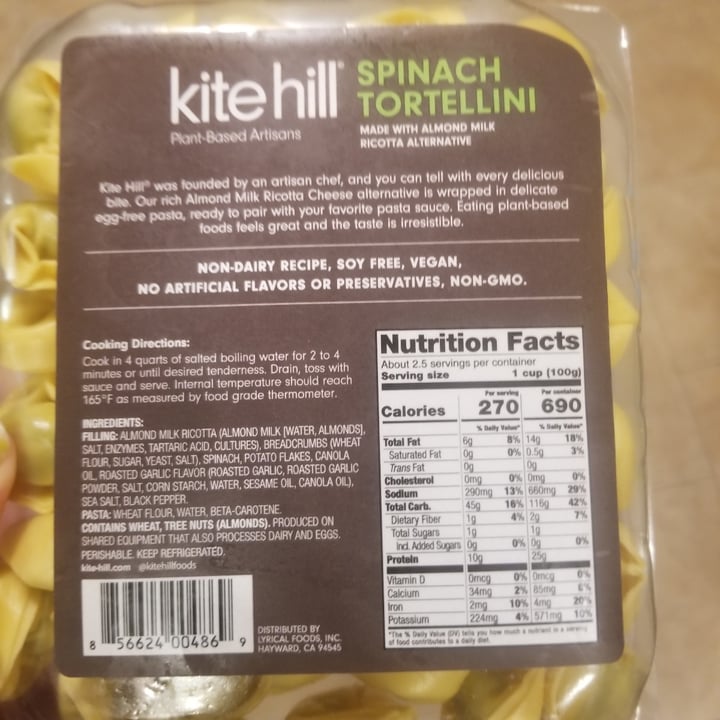 kite hill®
Plant-Based Artisans
SPINACH
TORTELLINI
MADE WITH ALMOND MILK
RICOTTA ALTERNATIVE
Kite Hill® was founded by an artisan chef, and you can tell with every delicious
bite. Our rich Almond Milk Ricotta Cheese alternative is wrapped in delicate
egg-free pasta, ready to pair with your favorite pasta sauce. Eating plant-based
foods feels great and the taste is irresistible.
NON-DAIRY RECIPE, SOY FREE, VEGAN,
NO ARTIFICIAL FLAVORS OR PRESERVATIVES, NON-GMO.
Cooking Directions:
Cook in 4 quarts of salted boiling water for 2 to 4
minutes or until desired tenderness. Drain, toss with
sauce and serve. Internal temperature should reach
165°F as measured by food grade thermometer.
INGREDIENTS:
FILLING: ALMOND MILK RICOTTA (ALMOND MILK [WATER, ALMONDS],
SALT, ENZYMES, TARTARIC ACID, CULTURES), BREADCRUMBS (WHEAT
FLOUR, SUGAR, YEAST, SALT), SPINACH, POTATO FLAKES, CANOLA
OIL, ROASTED GARLIC FLAVOR (ROASTED GARLIC, ROASTED GARLIC
POWDER, SALT, CORN STARCH, WATER, SESAME OIL, CANOLA OIL),
SEA SALT, BLACK PEPPER.
PASTA: WHEAT FLOUR, WATER, BETA-CAROTENE.
CONTAINS WHEAT, TREE NUTS (ALMONDS). PRODUCED ON
SHARED EQUIPMENT THAT ALSO PROCESSES DAIRY AND EGGS.
PERISHABLE. KEEP REFRIGERATED.
kite-hill.com @kitehillfoods
8 56624 00486 9
DISTRIBUTED BY
LYRICAL FOODS, INC.
HAYWARD, CA 94545
Nutrition Facts
About 2.5 servings per container
Serving size 1 cup (100g)
Per serving Per container
Calories 270 690
% Daily Value* % Daily Value*
Total Fat 6g 8% 14g 18%
Saturated Fat 0g 0% 0.5g 3%
Trans Fat 0g 0g
Cholesterol 0mg 0% 0mg 0%
Sodium 290mg 13% 660mg 29%
Total Carb. 45g 16% 116g 42%
Dietary Fiber 1g 4% 2g 7%
Total Sugars 1g 1g
Incl. Added Sugars 0g 0% 0g 0%
Protein 10g 25g
Vitamin D 0mcg 0% 0mcg 0%
Calcium 34mg 2% 85mg 6%
Iron 2mg 10% 4mg 20%
Potassium 224mg 4% 571mg 10%
*The % Daily Value (DV) tells you how much a nutrient in a serving
of food contributes to a daily diet.